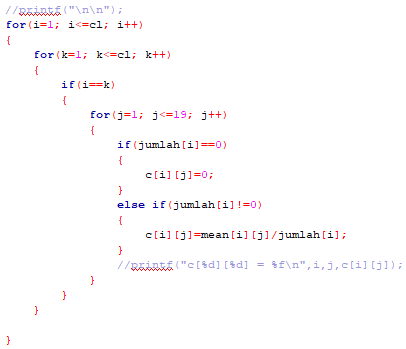 //printf("\n\n");
for(i=1; i<=cl; i++)
{
for(k=1; k<=cl; k++)
{
if(i==k)
{
for(j=1; j<=19; j++)
{
if(jumlah[i]==0)
{
c[i][j]=0;
}
else if(jumlah[i]!=0)
{
c[i][j]=mean[i][j]/jumlah[i];
}
//printf("c[%d][%d] = %f\n",i,j,c[i][j]);
}
}
}
}